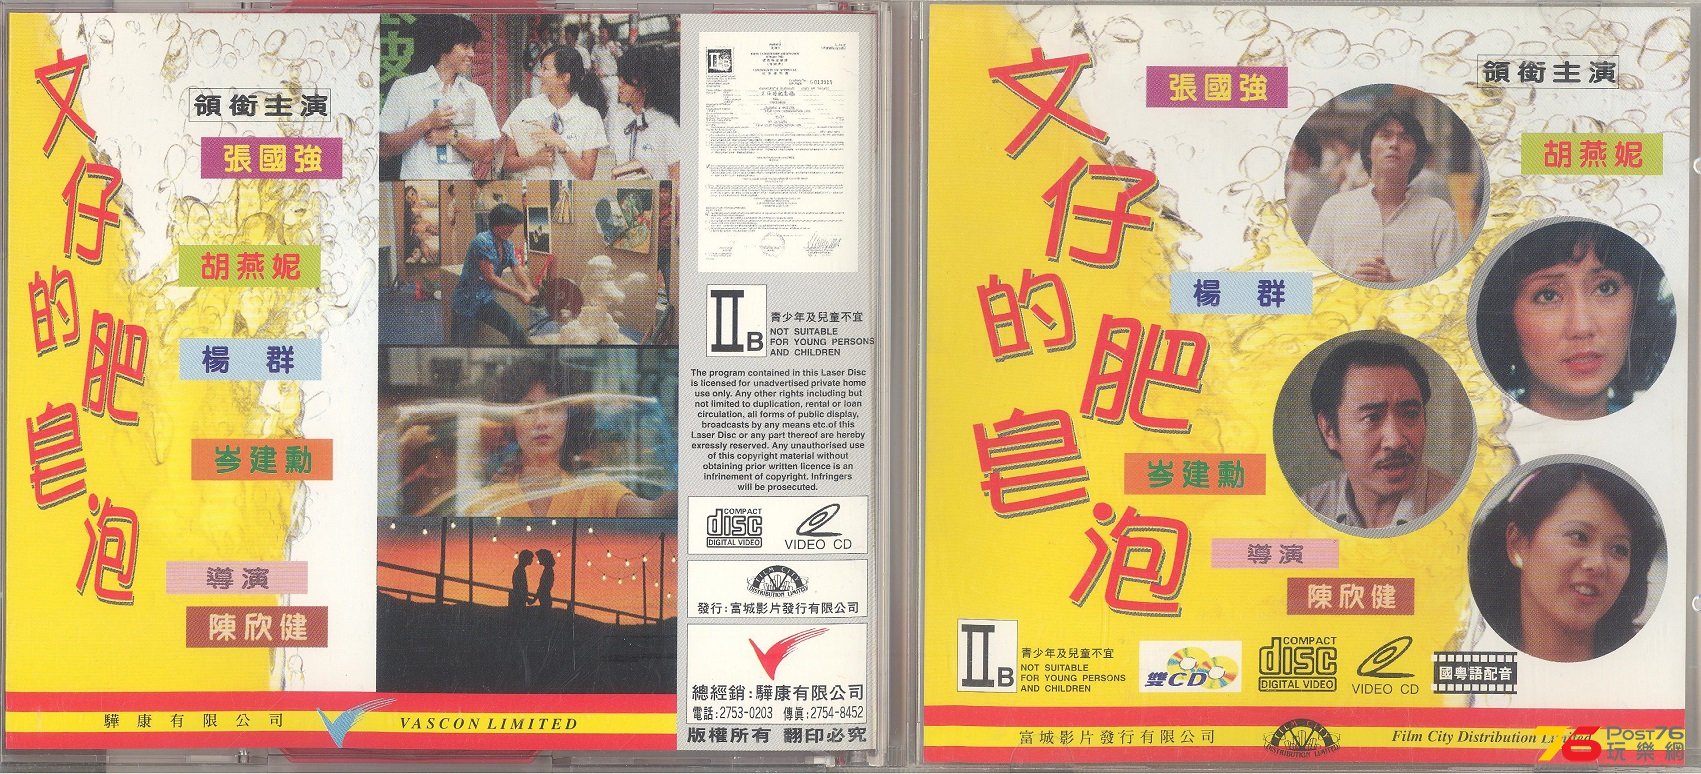 文仔的肥皂泡
領銜主演
張國強
胡燕妮
楊 群
岑建勳
導演
陳欣健
IIB
青少年及兒童不宜
NOT SUITABLE
FOR YOUNG PERSONS
AND CHILDREN
The program contained in this Laser Disc
is licensed for unadvertised private home
use only. Any other rights including but
not limited to duplication, rental or loan
circulation, all forms of public display,
broadcasts by any means etc.of this
Laser Disc or any part thereof are hereby
exressly reserved. Any unauthorised use
of this copyright material without
obtaining prior written licence is an
infrinement of copyright. Infringers
will be prosecuted.
COMPACT
disc
DIGITAL VIDEO
VIDEO CD
FILM CITY
DISTRIBUTION LIMITED
發行:富城影片發行有限公司
總經銷:驊康有限公司
電話:2753-0203 傳眞:2754-8452
版權所有 翻印必究
驊康有限公司
VASCON LIMITED
文仔的肥皂泡
領銜主演
張國強
胡燕妮
楊 群
岑建勳
導演
陳欣健
IIB
青少年及兒童不宜
NOT SUITABLE
FOR YOUNG PERSONS
AND CHILDREN
雙CD
COMPACT
disc
DIGITAL VIDEO
VIDEO CD
國粵語配音
富城影片發行有限公司
FILM CITY
DISTRIBUTION LIMITED
Film City Distribution Limited
Post76
玩樂網